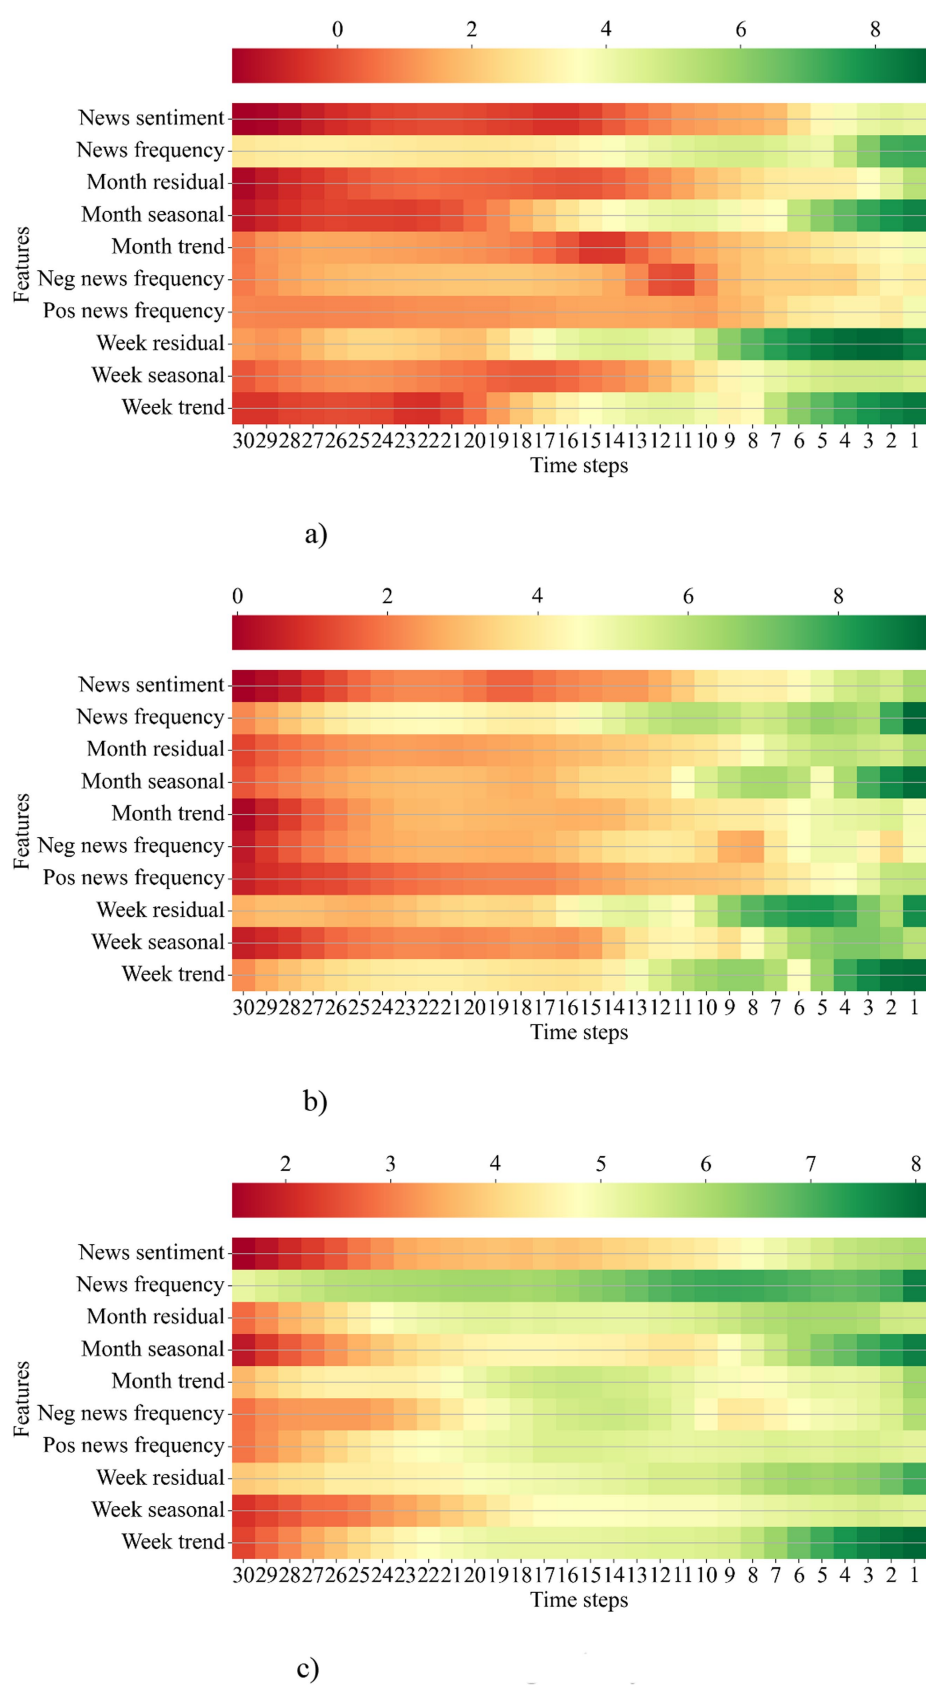 0 2 4 6 8
News sentiment
News frequency
Month residual
Month seasonal
Month trend
Neg news frequency
Pos news frequency
Week residual
Week seasonal
Week trend
Features
30 29 28 27 26 25 24 23 22 21 20 19 18 17 16 15 14 13 12 11 10 9 8 7 6 5 4 3 2 1
Time steps
a)
0 2 4 6 8
News sentiment
News frequency
Month residual
Month seasonal
Month trend
Neg news frequency
Pos news frequency
Week residual
Week seasonal
Week trend
Features
30 29 28 27 26 25 24 23 22 21 20 19 18 17 16 15 14 13 12 11 10 9 8 7 6 5 4 3 2 1
Time steps
b)
2 3 4 5 6 7 8
News sentiment
News frequency
Month residual
Month seasonal
Month trend
Neg news frequency
Pos news frequency
Week residual
Week seasonal
Week trend
Features
30 29 28 27 26 25 24 23 22 21 20 19 18 17 16 15 14 13 12 11 10 9 8 7 6 5 4 3 2 1
Time steps
c)